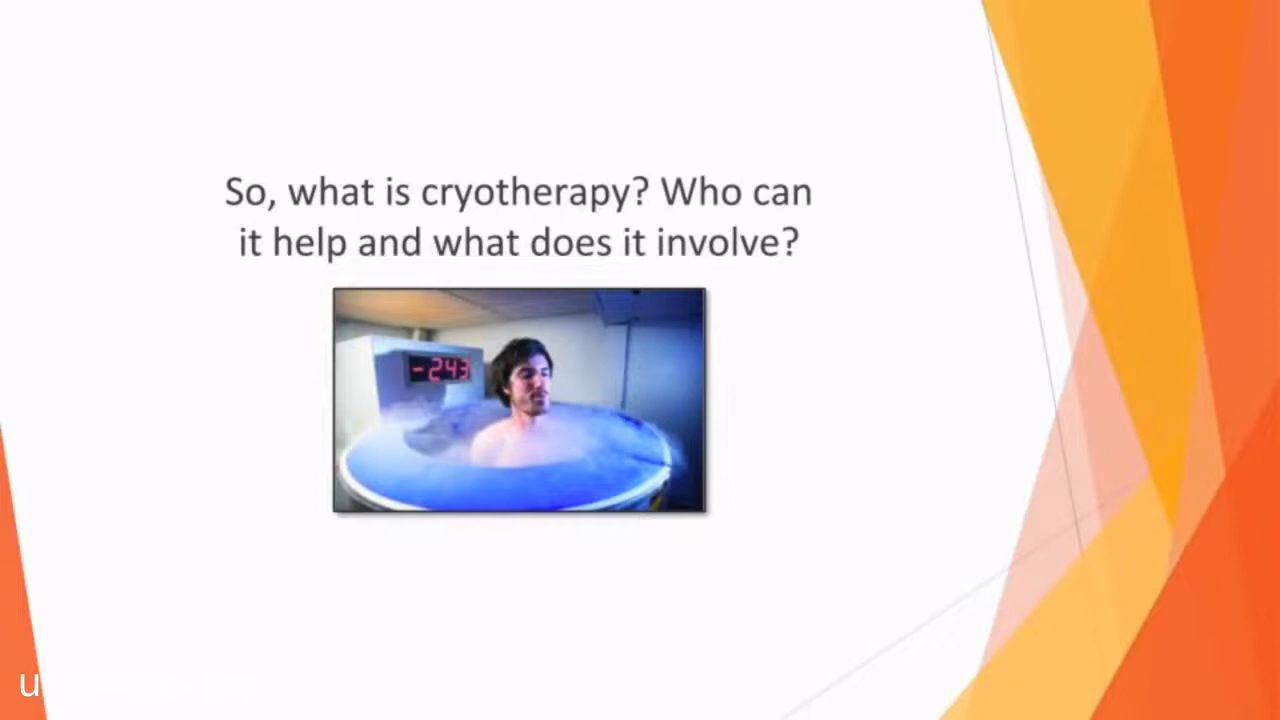 So, what is cryotherapy? Who can
it help and what does it involve?
-243